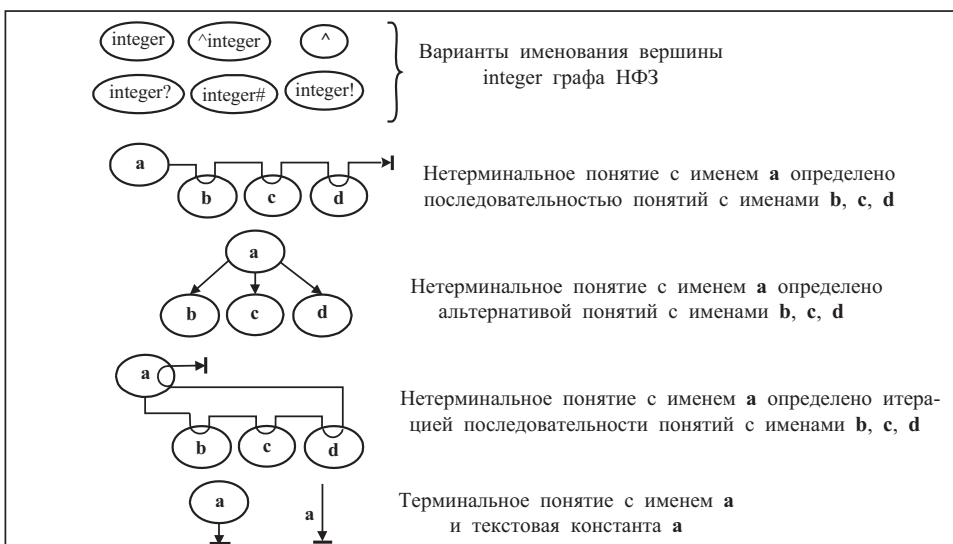 integer ^integer ^
integer? integer# integer!
Варианты именования вершины
integer графа НФЗ
a
b c d
Нетерминальное понятие с именем a определено
последовательностью понятий с именами b, c, d
a
b c d
Нетерминальное понятие с именем a определено
альтернативой понятий с именами b, c, d
a
b c d
Нетерминальное понятие с именем a определено итера-
цией последовательности понятий с именами b, c, d
a a
Терминальное понятие с именем a
и текстовая константа a